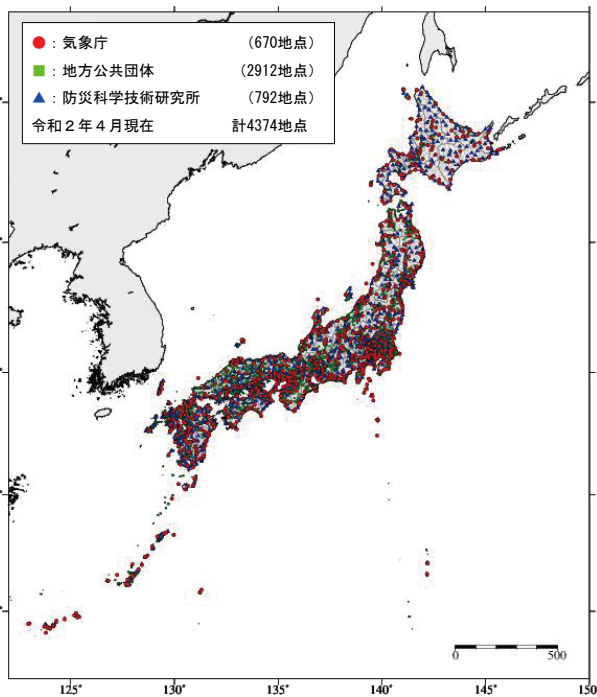 ●：気象庁 （670地点）
■：地方公共団体 （2912地点）
▲：防災科学技術研究所 （792地点）
令和２年４月現在 計4374地点
0 500
125° 130° 135° 140° 145° 150°